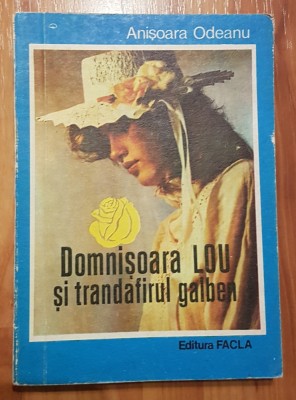 Anișoara Odeanu
Domnișoara LOU
și trandafirul galben
Editura FACLA